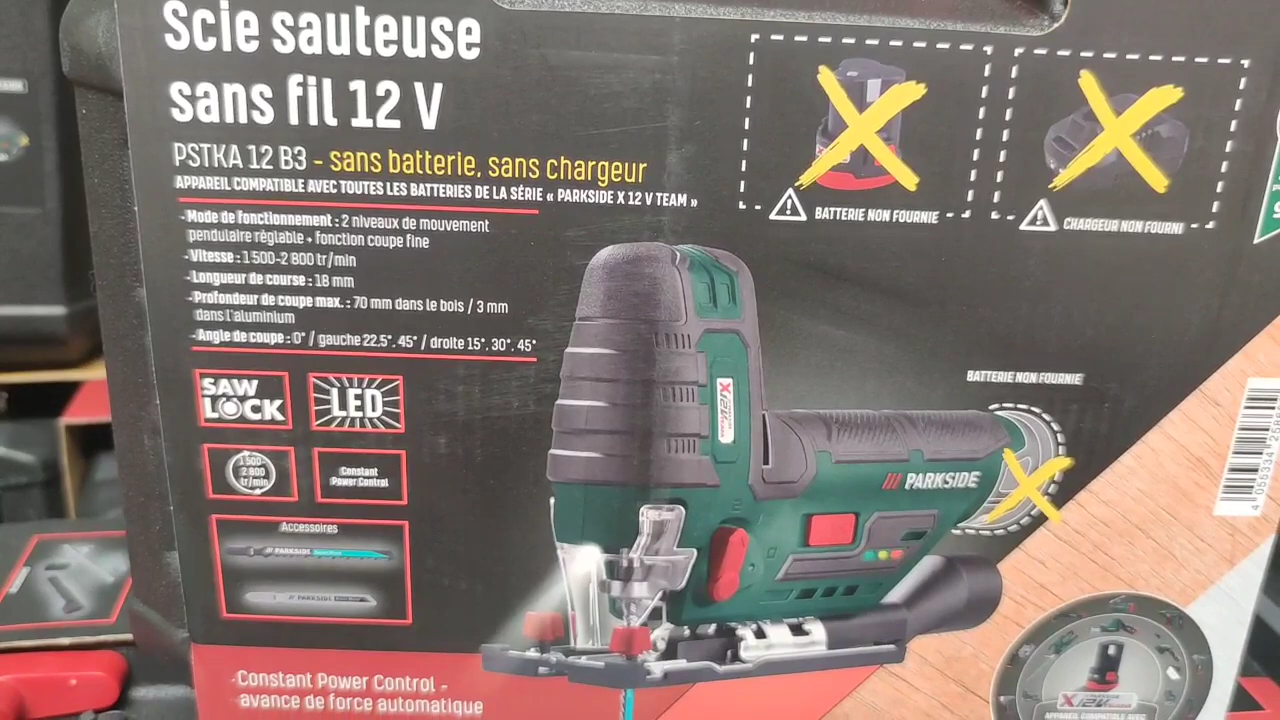 Scie sauteuse
sans fil 12 V
PSTKA 12 B3 - sans batterie, sans chargeur
APPAREIL COMPATIBLE AVEC TOUTES LES BATTERIES DE LA SÉRIE « PARKSIDE X 12 V TEAM »
- Mode de fonctionnement : 2 niveaux de mouvement
pendulaire réglable + fonction coupe fine
- Vitesse : 1 500-2 800 tr/min
- Longueur de course : 18 mm
- Profondeur de coupe max. : 70 mm dans le bois / 3 mm
dans l'aluminium
- Angle de coupe : 0° / gauche 22,5°, 45° / droite 15°, 30°, 45°
BATTERIE NON FOURNIE
CHARGEUR NON FOURNI
SAW
LOCK
LED
1 500-
2 800
tr/min
Constant
Power Control
Accessoires
PARKSIDE
PARKSIDE
BATTERIE NON FOURNIE
X12V
/// PARKSIDE
- Constant Power Control -
avance de force automatique
X12V
APPAREIL COMPATIBLE AVEC